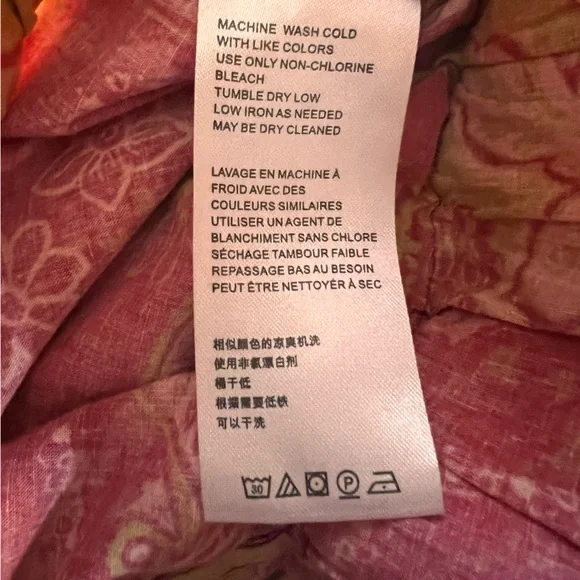 MACHINE WASH COLD
WITH LIKE COLORS
USE ONLY NON-CHLORINE
BLEACH
TUMBLE DRY LOW
LOW IRON AS NEEDED
MAY BE DRY CLEANED
LAVAGE EN MACHINE À
FROID AVEC DES
COULEURS SIMILAIRES
UTILISER UN AGENT DE
BLANCHIMENT SANS CHLORE
SÉCHAGE TAMBOUR FAIBLE
REPASSAGE BAS AU BESOIN
PEUT ÊTRE NETTOYÉR À SEC
相似颜色的凉爽机洗
使用非氯漂白剂
桶干低
根据需要低铁
可以干洗
30 P